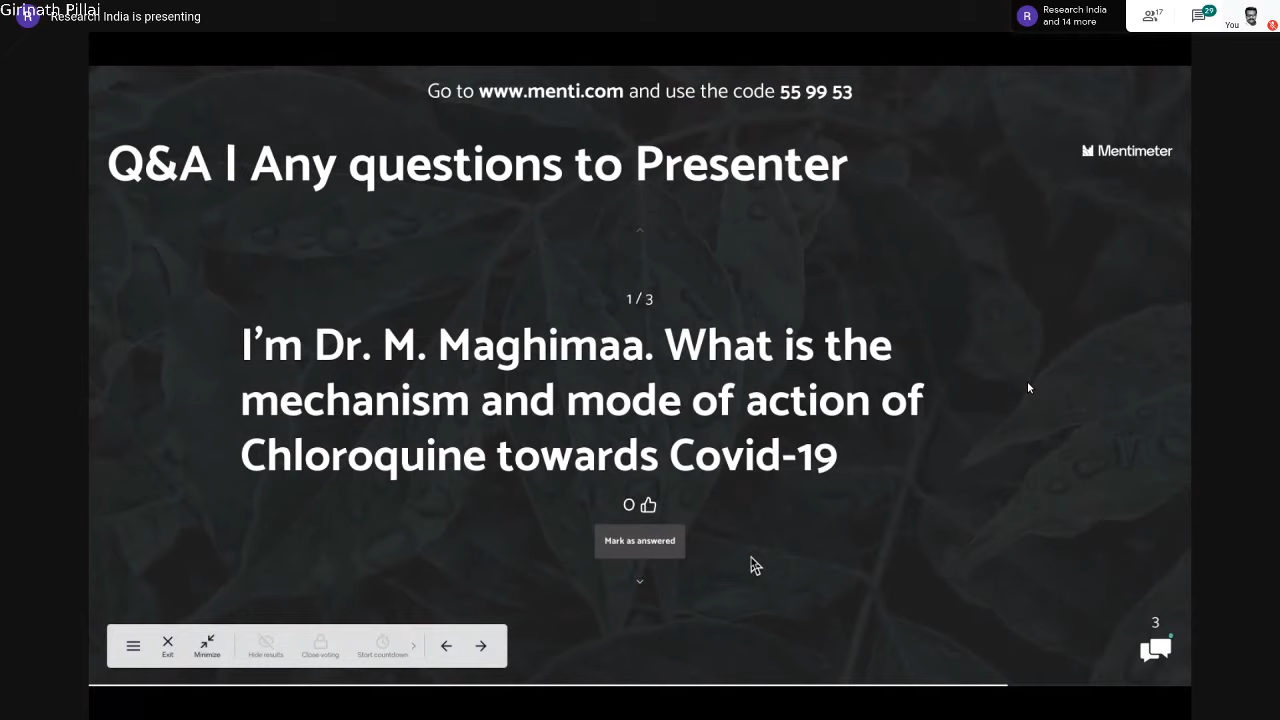 Girinath Pillai
R
Research India is presenting
R
Research India
and 14 more
17
29
You
Go to www.menti.com and use the code 55 99 53
Q&A | Any questions to Presenter
Mentimeter
1 / 3
I'm Dr. M. Maghimaa. What is the
mechanism and mode of action of
Chloroquine towards Covid-19
0
Mark as answered
3
Exit
Minimize
Hide results
Close voting
Start countdown